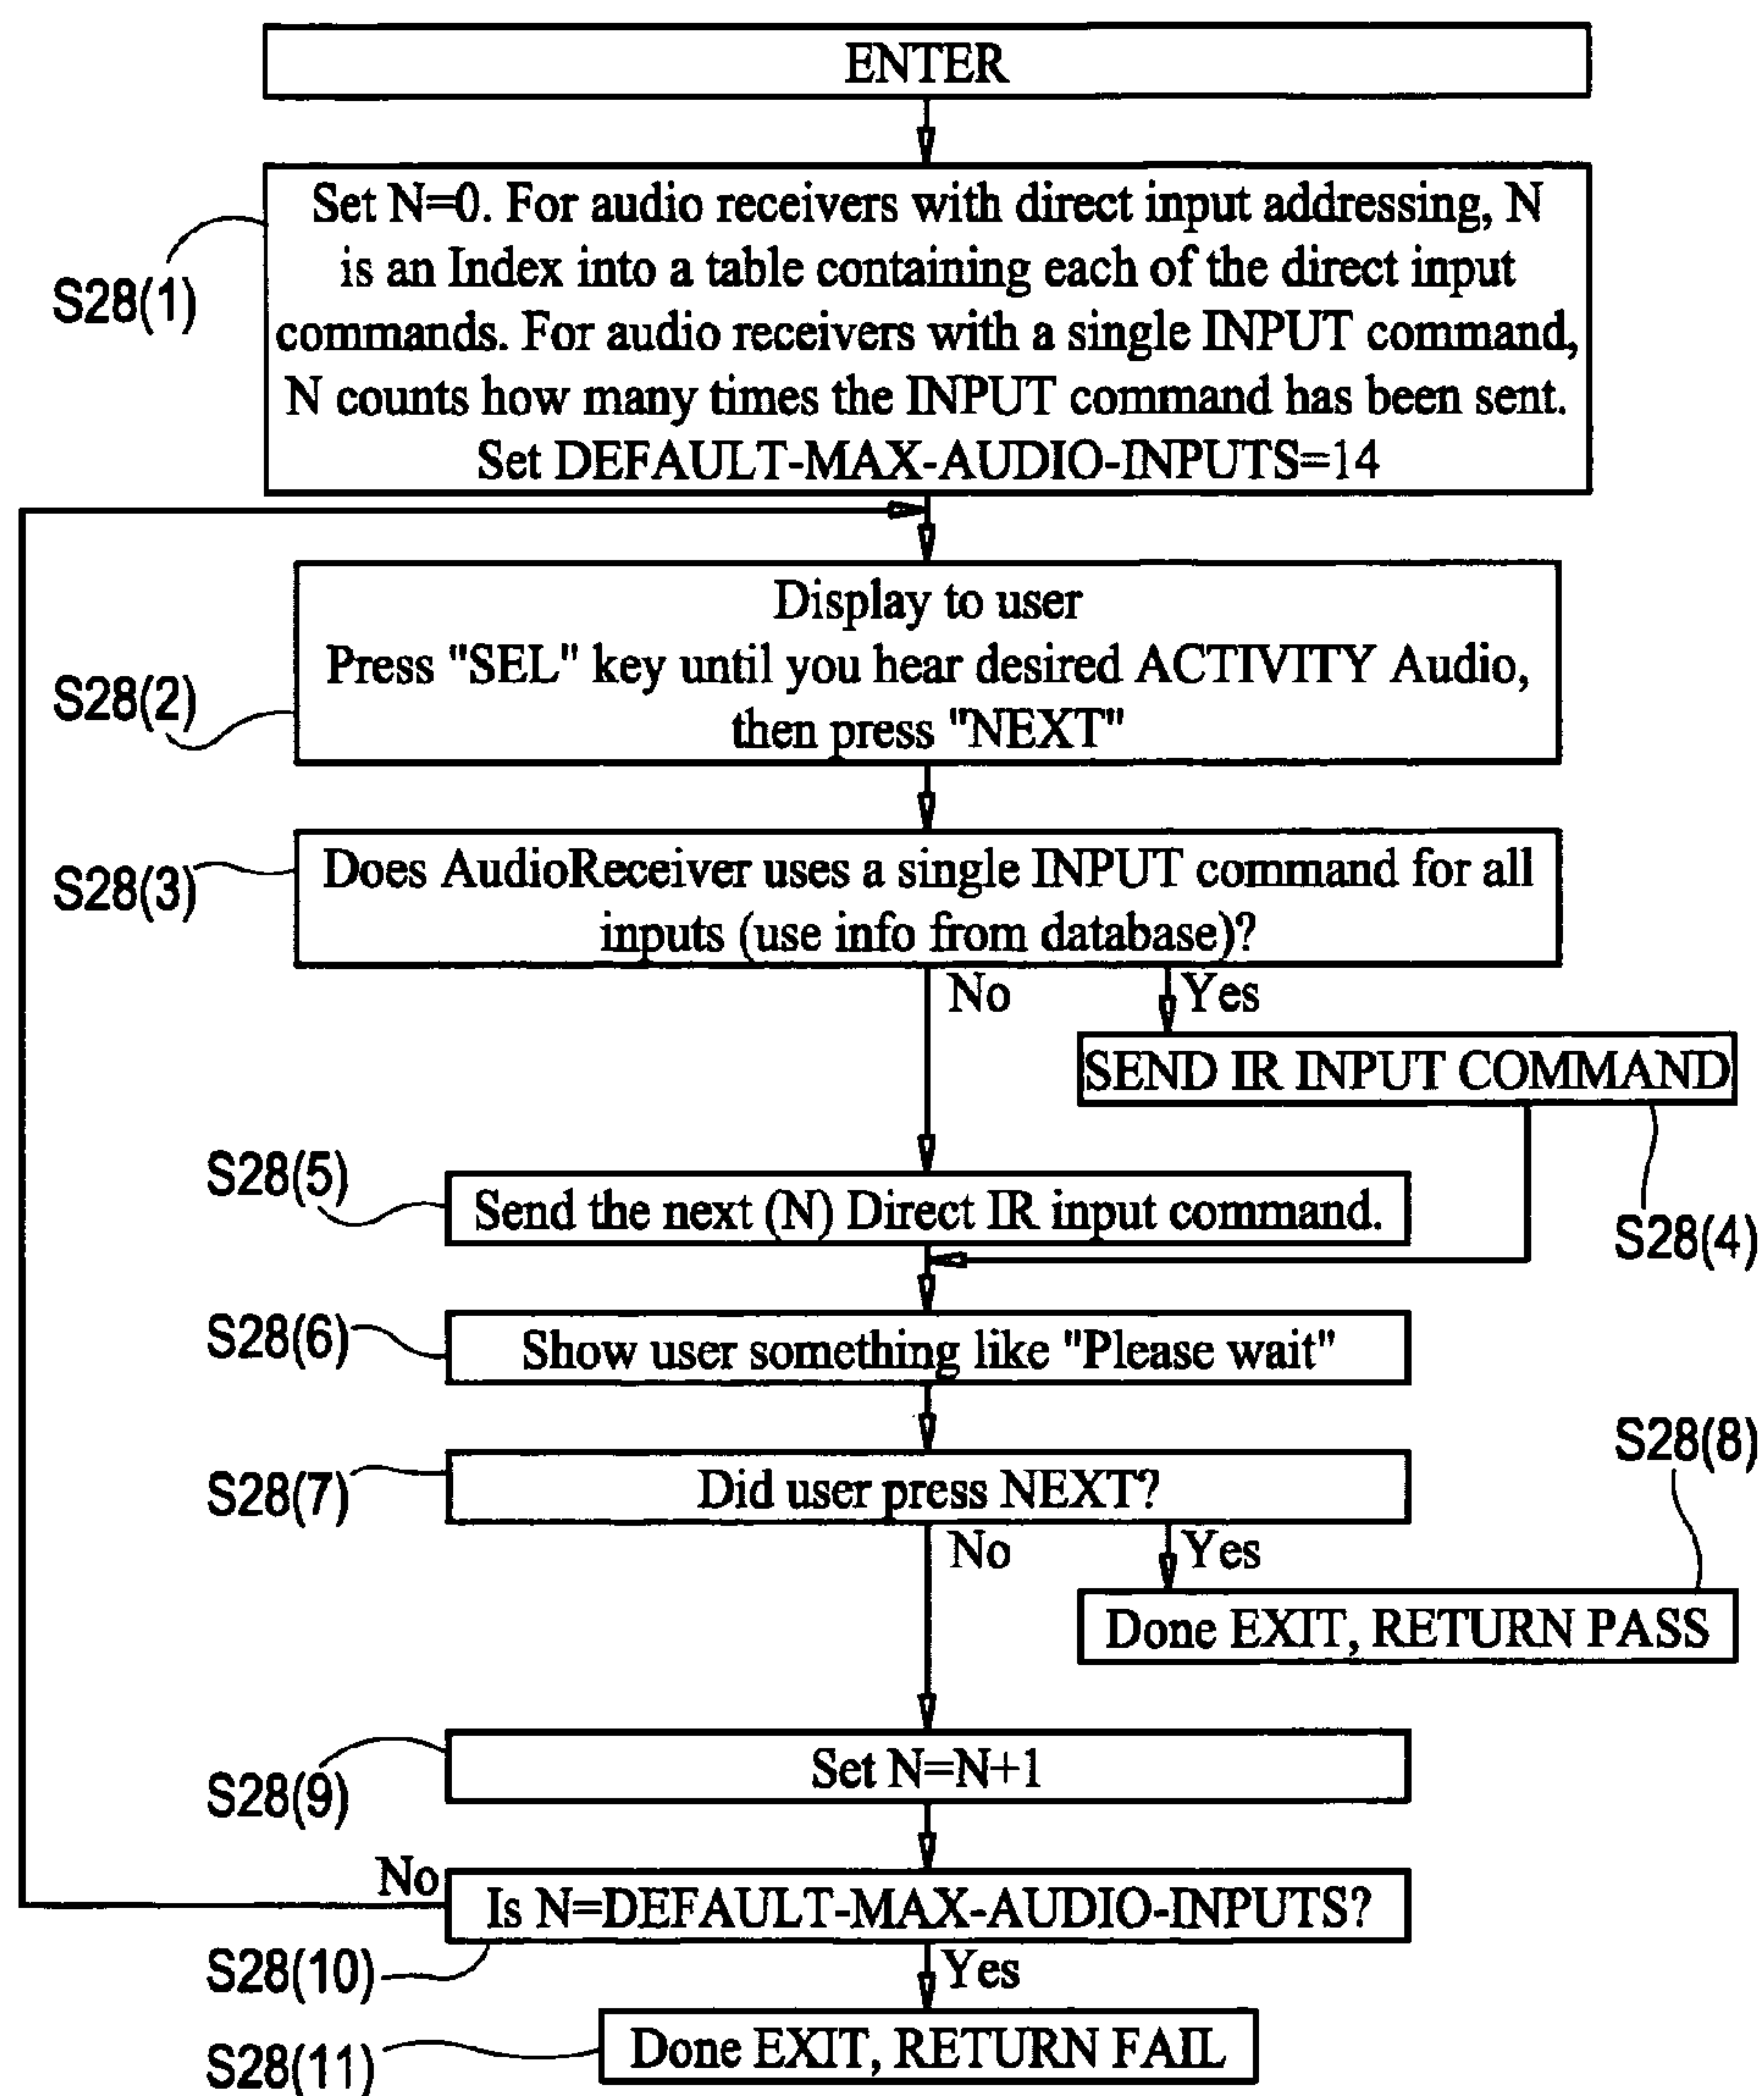 ENTER
S28(1)
Set N=0. For audio receivers with direct input addressing, N
is an Index into a table containing each of the direct input
commands. For audio receivers with a single INPUT command,
N counts how many times the INPUT command has been sent.
Set DEFAULT-MAX-AUDIO-INPUTS=14
S28(2)
Display to user
Press "SEL" key until you hear desired ACTIVITY Audio,
then press "NEXT"
S28(3)
Does AudioReceiver uses a single INPUT command for all
inputs (use info from database)?
No
Yes
SEND IR INPUT COMMAND
S28(4)
S28(5)
Send the next (N) Direct IR input command.
S28(6)
Show user something like "Please wait"
S28(7)
Did user press NEXT?
No
Yes
S28(8)
Done EXIT, RETURN PASS
S28(9)
Set N=N+1
No
Is N=DEFAULT-MAX-AUDIO-INPUTS?
S28(10)
Yes
S28(11)
Done EXIT, RETURN FAIL